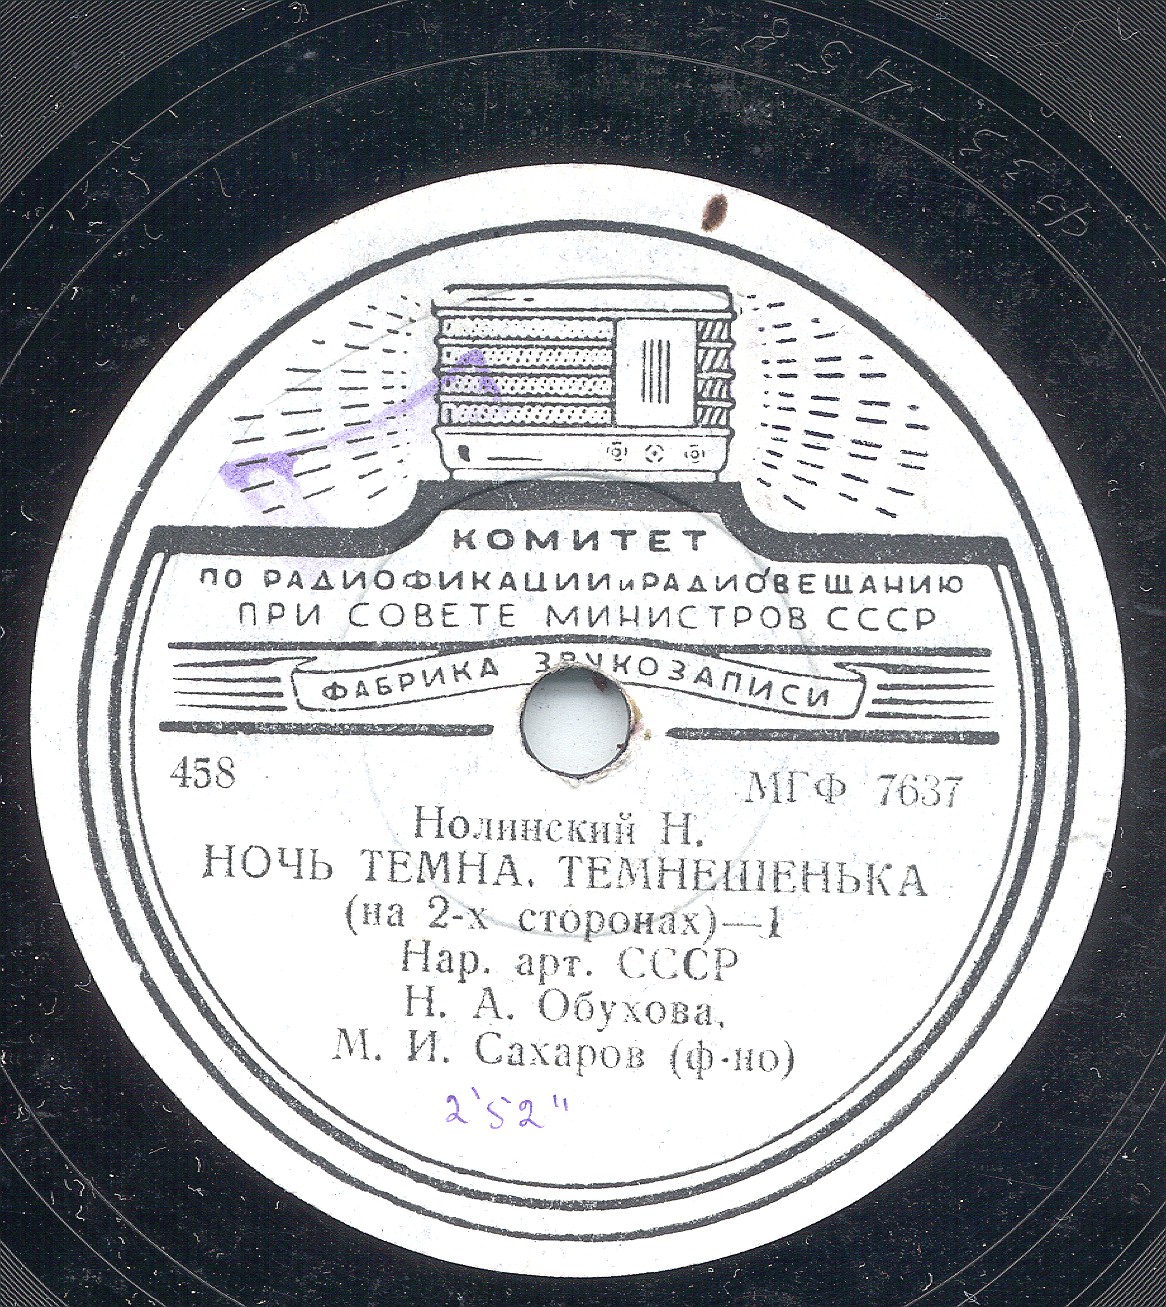 КОМИТЕТ
ПО РАДИОФИКАЦИИ и РАДИОВЕЩАНИЮ
ПРИ СОВЕТЕ МИНИСТРОВ СССР
ФАБРИКА ЗВУКОЗАПИСИ
458
МГФ 7637
Нолинский Н.
НОЧЬ ТЕМНА, ТЕМНЕШЕНЬКА
(на 2-х сторонах)—1
Нар. арт. СССР
Н. А. Обухова,
М. И. Сахаров (ф-но)
2'52"